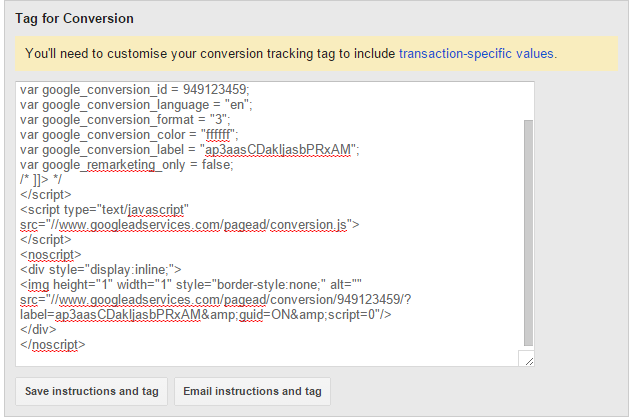 Tag for Conversion
You'll need to customise your conversion tracking tag to include transaction-specific values.
var google_conversion_id = 949123459;
var google_conversion_language = "en";
var google_conversion_format = "3";
var google_conversion_color = "ffffff";
var google_conversion_label = "ap3aasCDakljasbPRxAM";
var google_remarketing_only = false;
/* ]]> */
</script>
<script type="text/javascript"
src="//www.googleadservices.com/pagead/conversion.js">
</script>
<noscript>
<div style="display:inline;">
<img height="1" width="1" style="border-style:none;" alt=""
src="//www.googleadservices.com/pagead/conversion/949123459/?
label=ap3aasCDakljasbPRxAM&amp;guid=ON&amp;script=0"/>
</div>
</noscript>
Save instructions and tag
Email instructions and tag